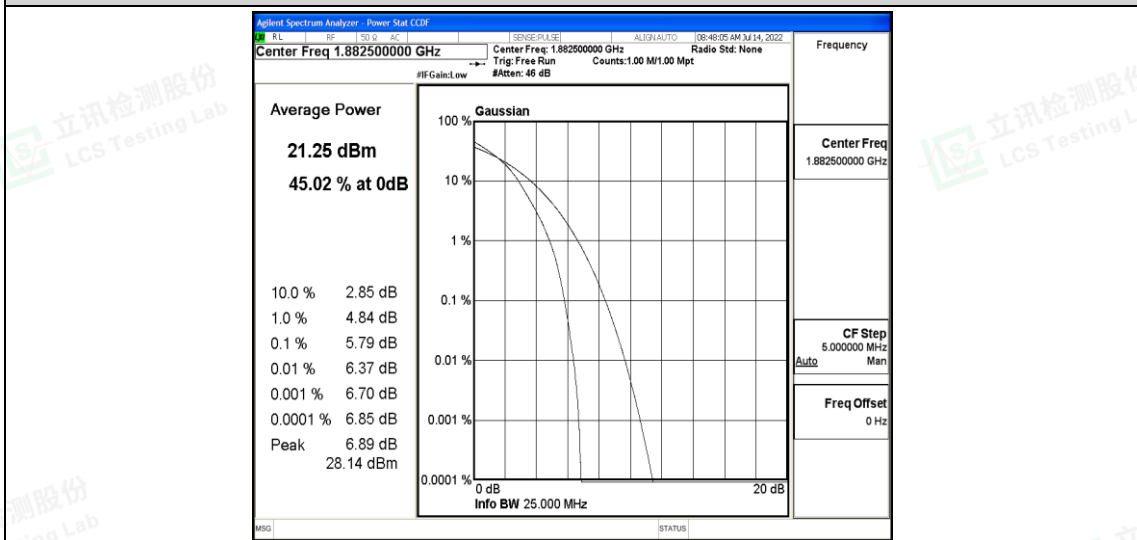 Agilent Spectrum Analyzer - Power Stat CCDF
RL RF 50 Ω AC SENSE:PULSE ALIGN AUTO 08:48:05 AM Jul 14, 2022
Center Freq 1.882500000 GHz
Center Freq: 1.882500000 GHz Radio Std: None
Trig: Free Run Counts:1.00 M/1.00 Mpt
#IFGain:Low #Atten: 46 dB
Frequency
Average Power
21.25 dBm
45.02 % at 0dB
10.0 % 2.85 dB
1.0 % 4.84 dB
0.1 % 5.79 dB
0.01 % 6.37 dB
0.001 % 6.70 dB
0.0001 % 6.85 dB
Peak 6.89 dB
28.14 dBm
Gaussian
100 %
10 %
1 %
0.1 %
0.01 %
0.001 %
0.0001 %
0 dB 20 dB
Info BW 25.000 MHz
Center Freq
1.882500000 GHz
CF Step
5.000000 MHz
Auto Man
Freq Offset
0 Hz
MSG STATUS
立讯检测股份
LCS Testing Lab
立讯检测股份
LCS Testing L
测股份
ing Lab
立